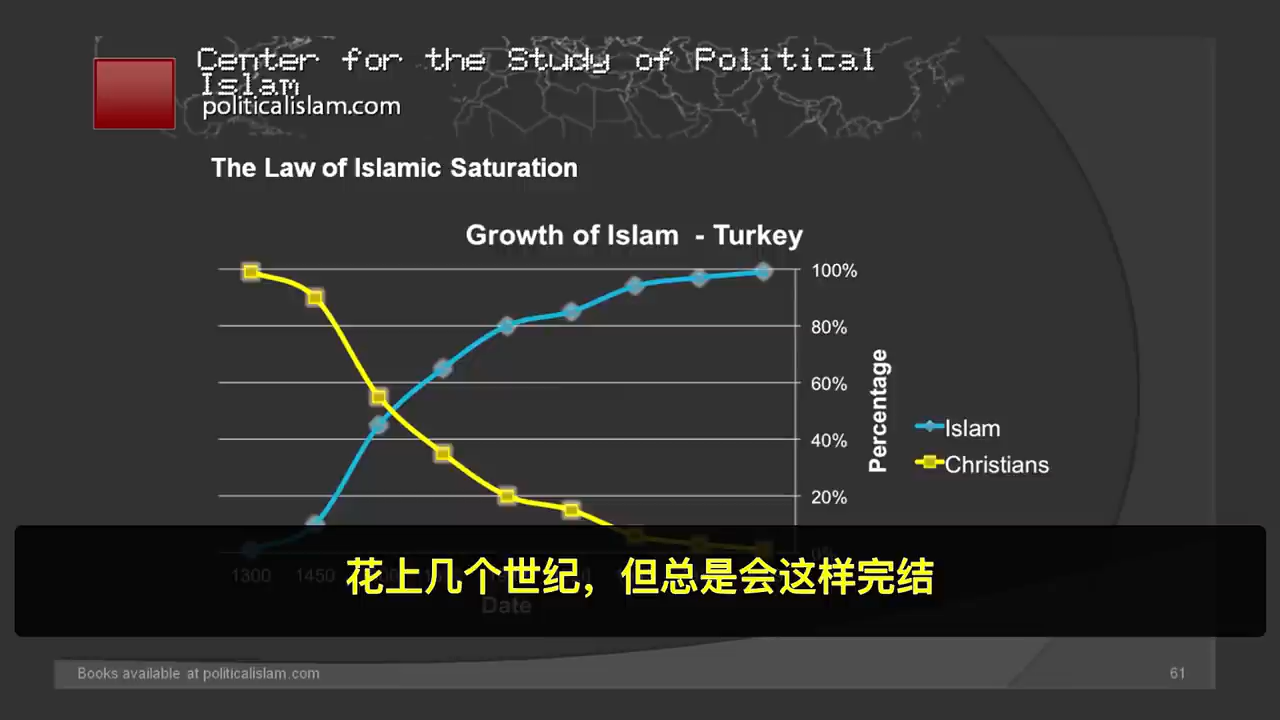 Center for the Study of Political
Islam
politicalislam.com
The Law of Islamic Saturation
Growth of Islam - Turkey
100%
80%
60%
40%
20%
0%
Percentage
Islam
Christians
1300 1450
Date
花上几个世纪，但总是会这样完结
Books available at politicalislam.com
61